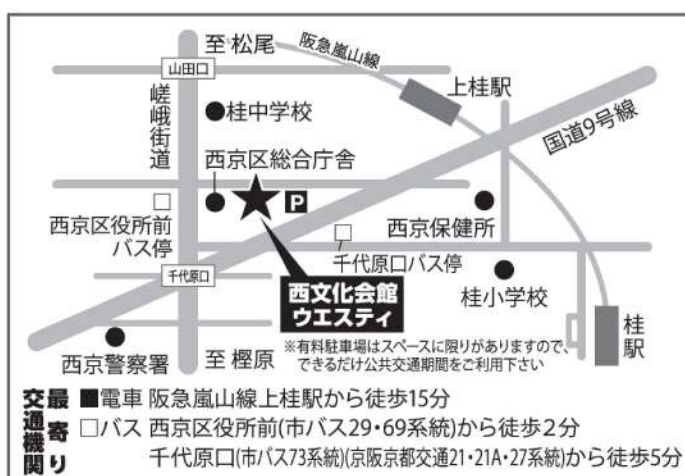 至松尾
阪急嵐山線
山田口
上桂駅
国道9号線
嵯峨街道
桂中学校
西京区総合庁舎
P
西京区役所前
バス停
西京保健所
千代原口バス停
千代原口
西文化会館
ウエスティ
桂小学校
桂駅
西京警察署
至樫原
※有料駐車場はスペースに限りがありますので、
できるだけ公共交通期間をご利用下さい
最寄り
交通機関
■電車 阪急嵐山線上桂駅から徒歩15分
□バス 西京区役所前(市バス29・69系統)から徒歩2分
千代原口(市バス73系統)(京阪京都交通21・21A・27系統)から徒歩5分